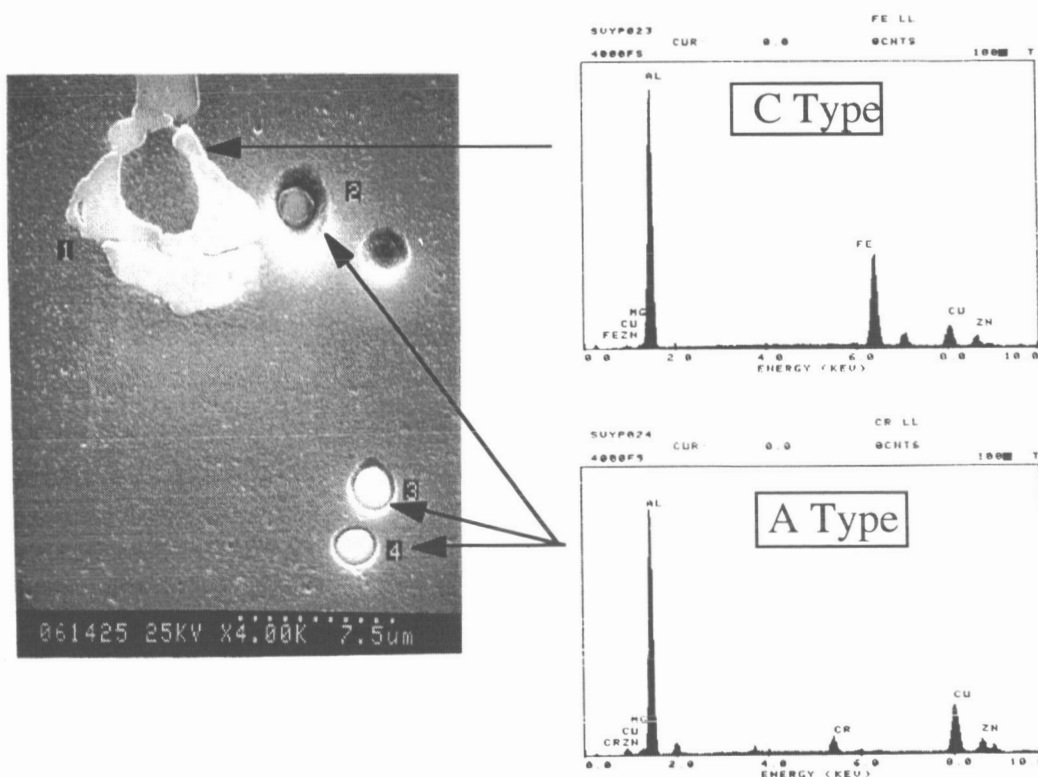 FE LL
SUYP023
CUR 0.0 0CNTS
4000FS 100 T
AL
C Type
FE
MG
CU
CU
ZN
FEZN
0.0 2.0 4.0 6.0 8.0 10.0
ENERGY (KEV)
2
1
3
4
061425 25KV X4.00K 7.5um
CR LL
SUYP024
CUR 0.0 0CNTS
4000FS 100 T
AL
A Type
CU
MG
CU
CR
ZN
CRZN
0.0 2.0 4.0 6.0 8.0 10.0
ENERGY (KEV)